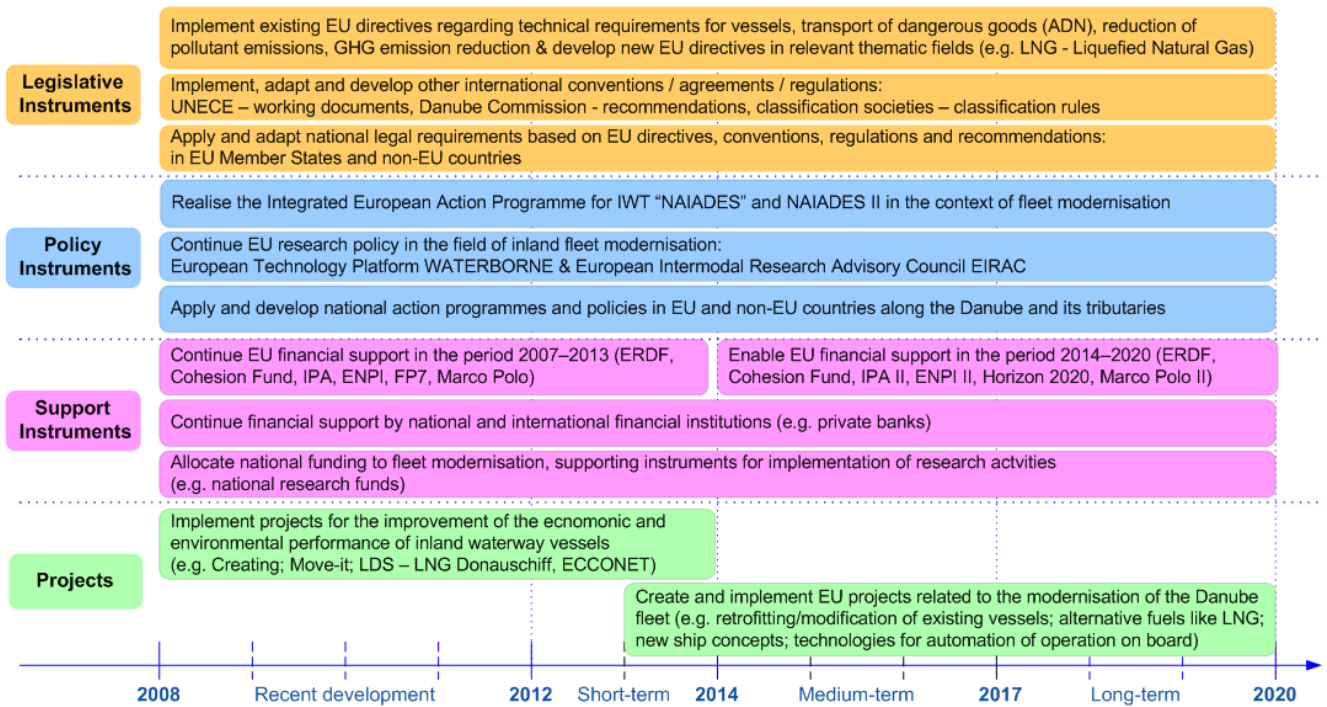 Legislative
Instruments
Implement existing EU directives regarding technical requirements for vessels, transport of dangerous goods (ADN), reduction of
pollutant emissions, GHG emission reduction & develop new EU directives in relevant thematic fields (e.g. LNG - Liquefied Natural Gas)
Implement, adapt and develop other international conventions / agreements / regulations:
UNECE – working documents, Danube Commission - recommendations, classification societies – classification rules
Apply and adapt national legal requirements based on EU directives, conventions, regulations and recommendations:
in EU Member States and non-EU countries
Policy
Instruments
Realise the Integrated European Action Programme for IWT “NAIADES” and NAIADES II in the context of fleet modernisation
Continue EU research policy in the field of inland fleet modernisation:
European Technology Platform WATERBORNE & European Intermodal Research Advisory Council EIRAC
Apply and develop national action programmes and policies in EU and non-EU countries along the Danube and its tributaries
Support
Instruments
Continue EU financial support in the period 2007–2013 (ERDF,
Cohesion Fund, IPA, ENPI, FP7, Marco Polo)
Enable EU financial support in the period 2014–2020 (ERDF,
Cohesion Fund, IPA II, ENPI II, Horizon 2020, Marco Polo II)
Continue financial support by national and international financial institutions (e.g. private banks)
Allocate national funding to fleet modernisation, supporting instruments for implementation of research actvities
(e.g. national research funds)
Projects
Implement projects for the improvement of the ecnomonic and
environmental performance of inland waterway vessels
(e.g. Creating; Move-it; LDS – LNG Donauschiff, ECCONET)
Create and implement EU projects related to the modernisation of the Danube
fleet (e.g. retrofitting/modification of existing vessels; alternative fuels like LNG;
new ship concepts; technologies for automation of operation on board)
2008 Recent development 2012 Short-term 2014 Medium-term 2017 Long-term 2020